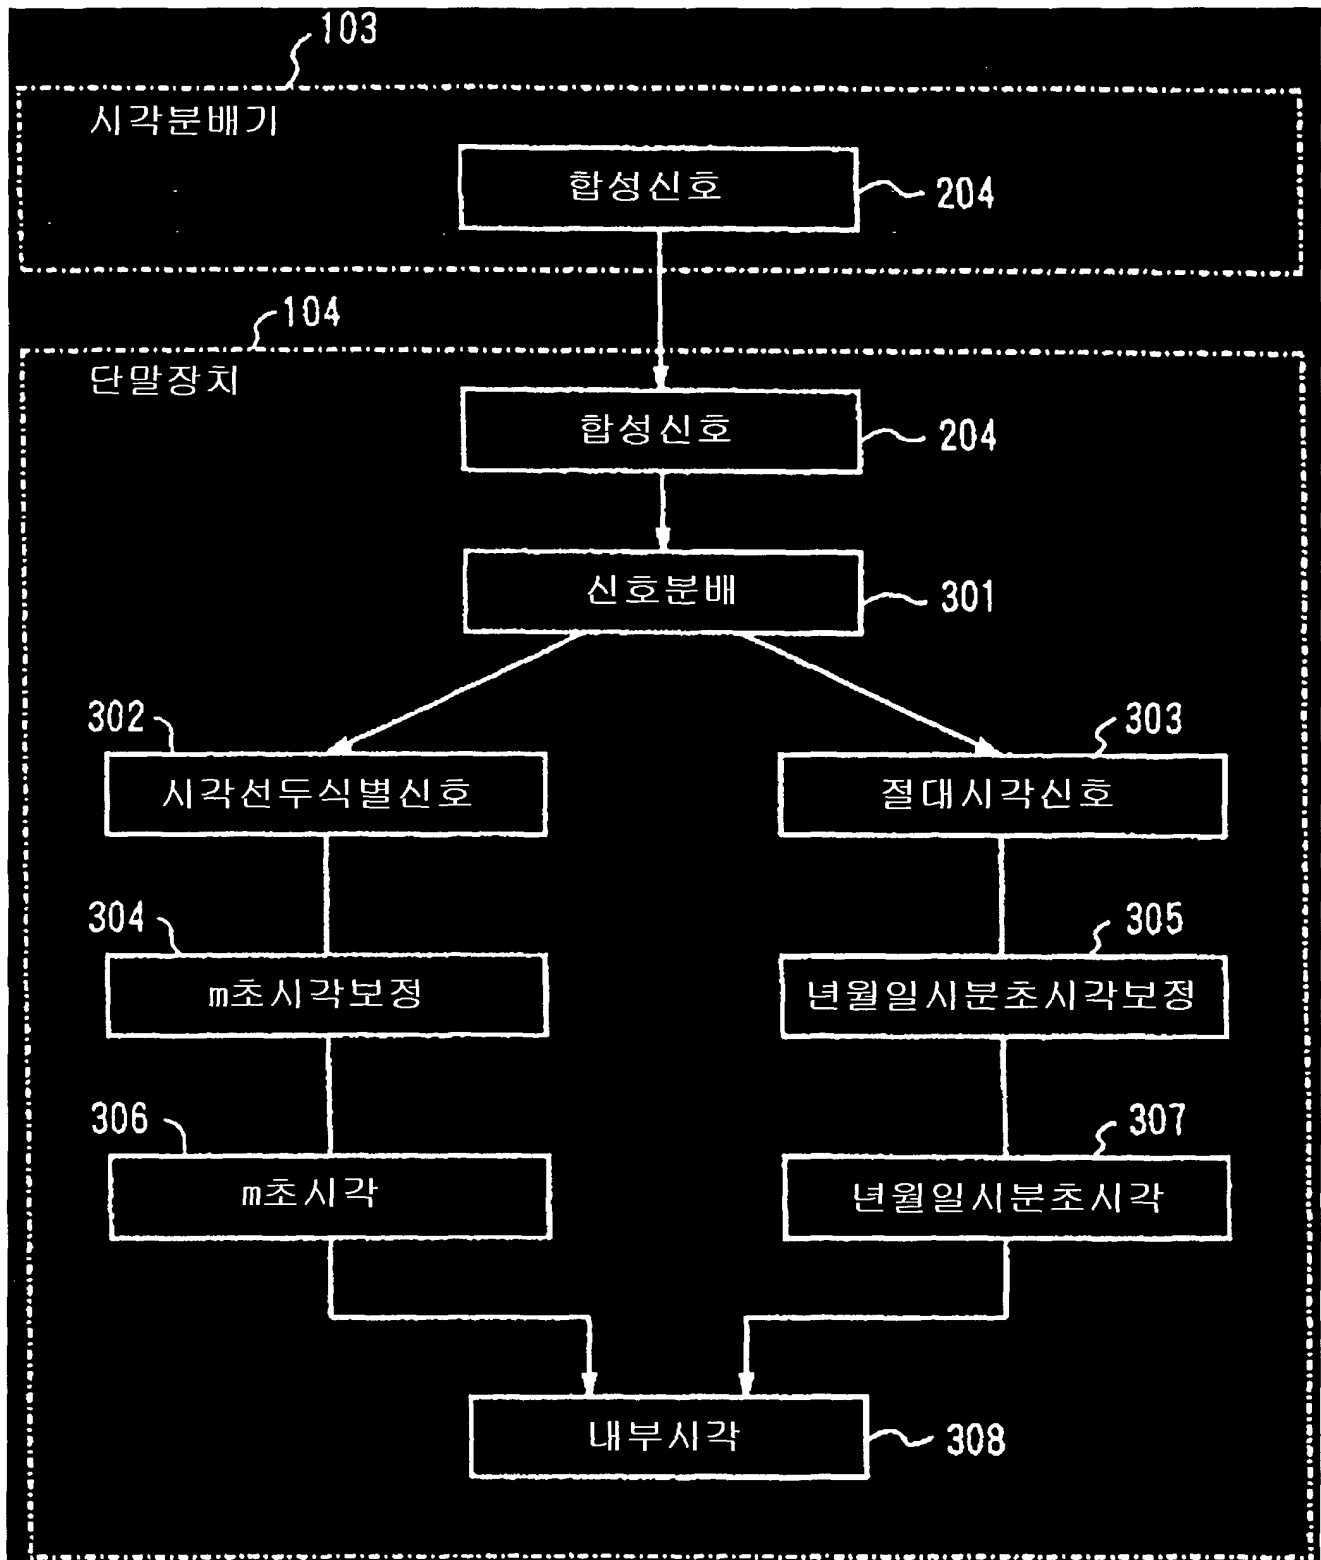 103
시각분배기
합성신호
204
104
단말장치
합성신호
204
신호분배
301
302
303
시각선두식별신호
절대시각신호
304
305
m초시각보정
년월일시분초시각보정
306
307
m초시각
년월일시분초시각
내부시각
308